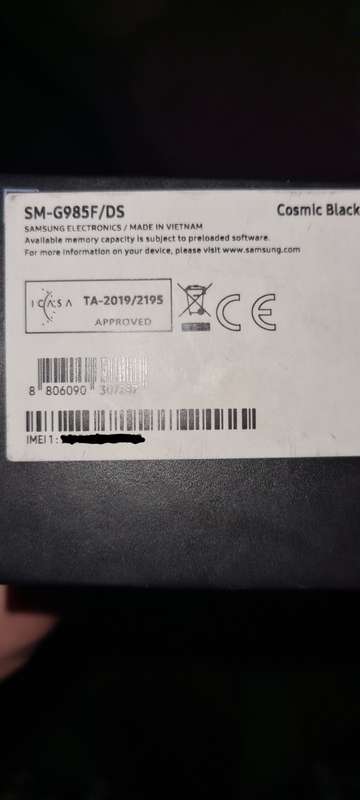 SM-G985F/DS
Cosmic Black
SAMSUNG ELECTRONICS / MADE IN VIETNAM
Available memory capacity is subject to preloaded software.
For more information on your device, please visit www.samsung.com
ICASA TA-2019/2195
APPROVED
CE
8 806090
IMEI 1 :